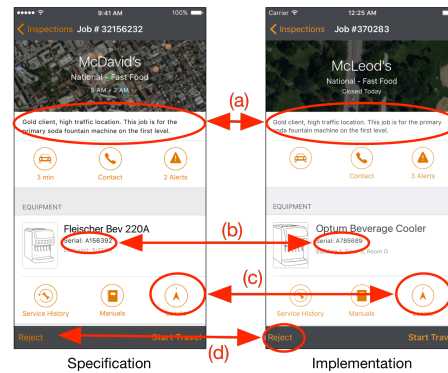 9:41 AM 100%
Inspections Job # 32156232
McDavid's
National - Fast Food
5 AM - 2 AM
Gold client, high traffic location. This job is for the
primary soda fountain machine on the first level.
3 min Contact 2 Alerts
EQUIPMENT
Fleischer Bev 220A
Serial: A156392
Service History Manuals
Reject Start Travel
Specification
(a)
(b)
(c)
(d)
Carrier 12:25 AM
Inspections Job #370283
McLeod's
National - Fast Food
Closed Today
Gold client, high traffic location. This job is for the primary
soda fountain machine on the first level.
Contact 3 Alerts
EQUIPMENT
Optum Beverage Cooler
Serial: A785689
Service History Manuals
Reject Start Trav
Implementation